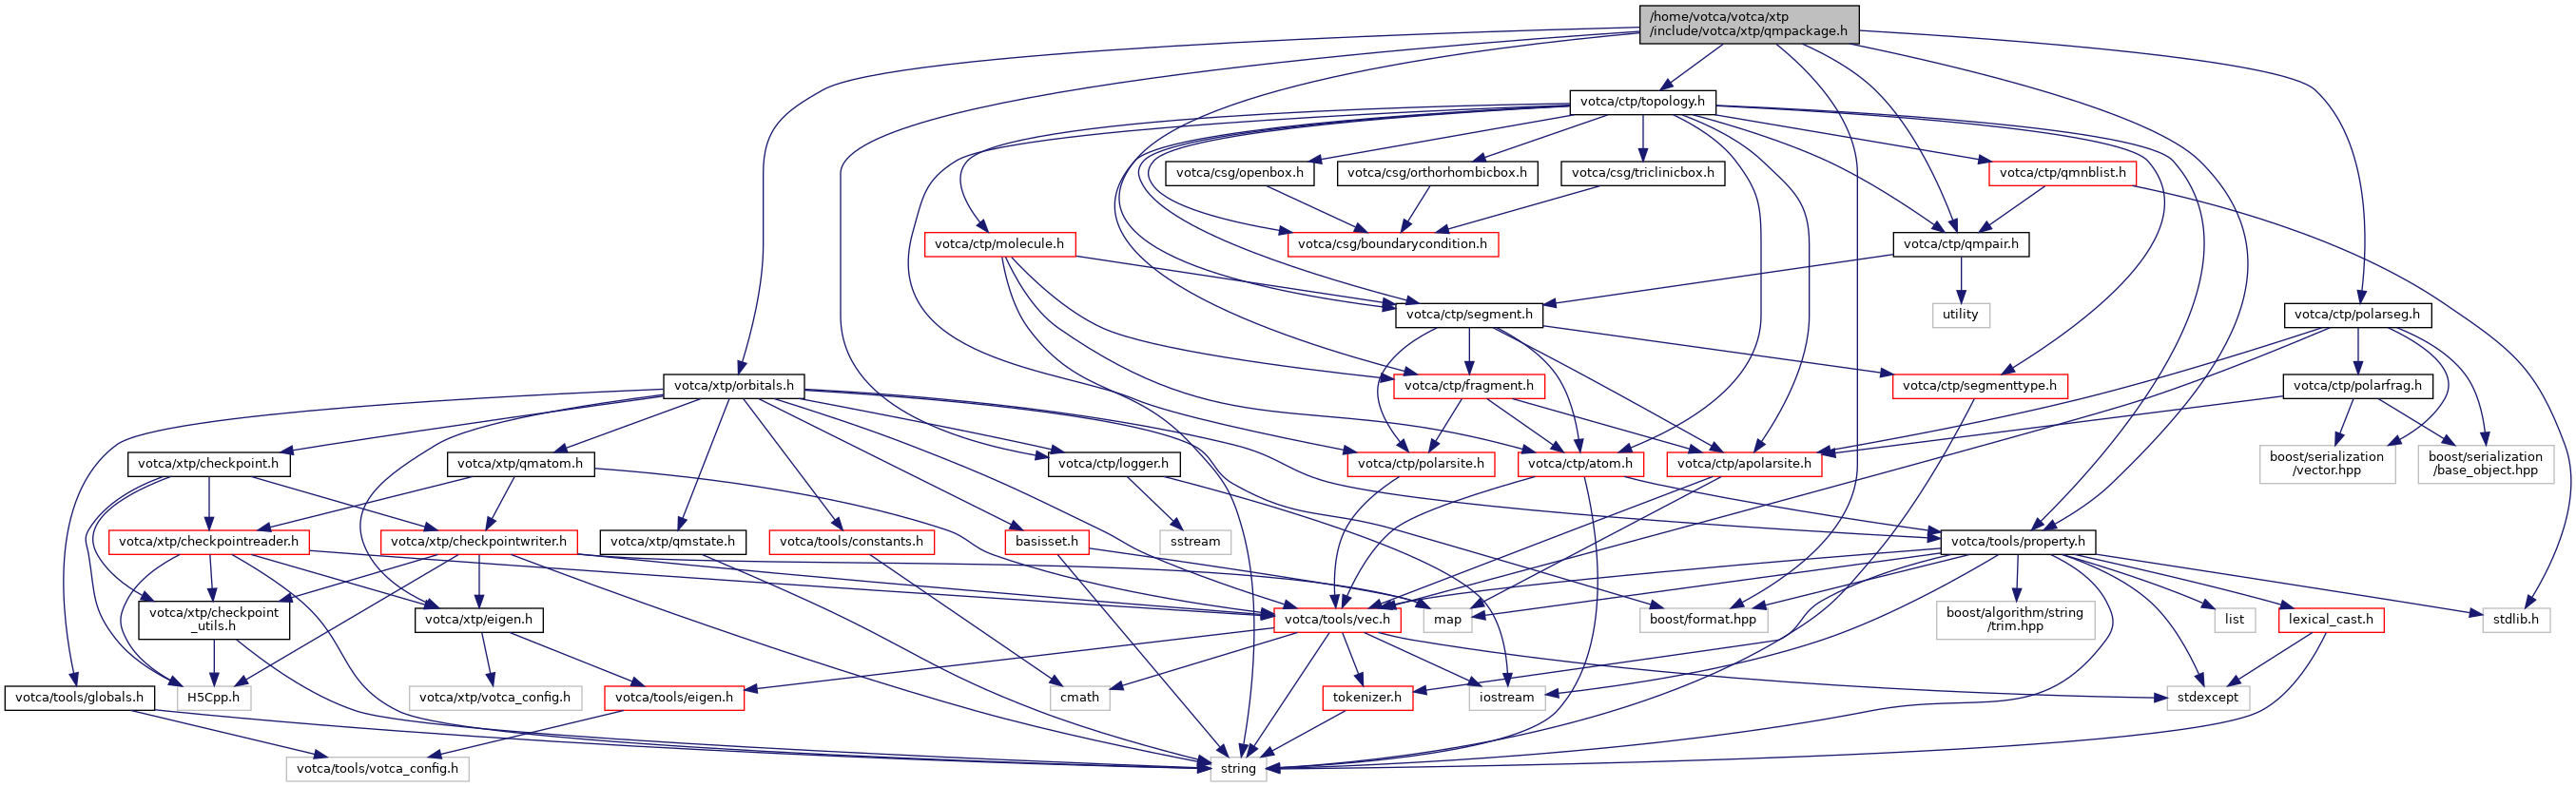 /home/votca/votca/xtp
/include/votca/xtp/qmpackage.h
votca/ctp/topology.h
votca/csg/openbox.h
votca/csg/orthorhombicbox.h
votca/csg/triclinicbox.h
votca/ctp/qmnblist.h
votca/ctp/molecule.h
votca/csg/boundarycondition.h
votca/ctp/qmpair.h
votca/ctp/segment.h
utility
votca/ctp/polarseg.h
votca/xtp/orbitals.h
votca/ctp/fragment.h
votca/ctp/segmenttype.h
votca/ctp/polarfrag.h
votca/xtp/checkpoint.h
votca/xtp/qmatom.h
votca/ctp/logger.h
votca/ctp/polarsite.h
votca/ctp/atom.h
votca/ctp/apolarsite.h
boost/serialization
/vector.hpp
boost/serialization
/base_object.hpp
votca/xtp/checkpointreader.h
votca/xtp/checkpointwriter.h
votca/xtp/qmstate.h
votca/tools/constants.h
basisset.h
sstream
votca/tools/property.h
votca/xtp/checkpoint
_utils.h
votca/xtp/eigen.h
votca/tools/vec.h
map
boost/format.hpp
boost/algorithm/string
/trim.hpp
list
lexical_cast.h
stdlib.h
votca/tools/globals.h
H5Cpp.h
votca/xtp/votca_config.h
votca/tools/eigen.h
cmath
tokenizer.h
iostream
stdexcept
votca/tools/votca_config.h
string